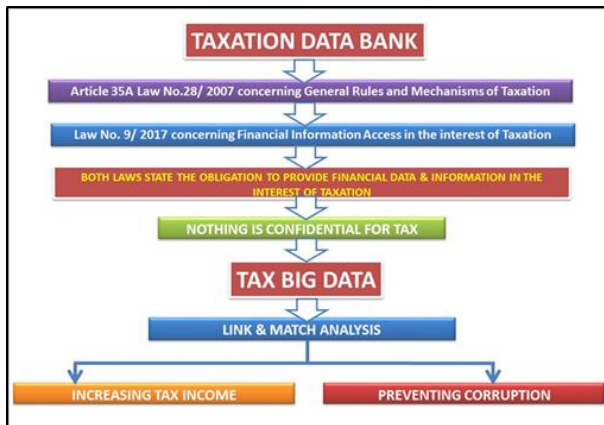 TAXATION DATA BANK
Article 35A Law No.28/ 2007 concerning General Rules and Mechanisms of Taxation
Law No. 9/ 2017 concerning Financial Information Access in the interest of Taxation
BOTH LAWS STATE THE OBLIGATION TO PROVIDE FINANCIAL DATA & INFORMATION IN THE
INTEREST OF TAXATION
NOTHING IS CONFIDENTIAL FOR TAX
TAX BIG DATA
LINK & MATCH ANALYSIS
INCREASING TAX INCOME
PREVENTING CORRUPTION